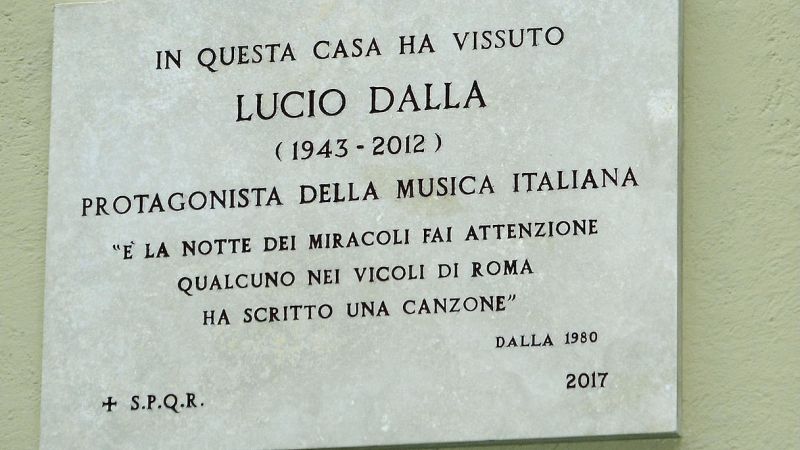 IN QUESTA CASA HA VISSUTO
LUCIO DALLA
(1943-2012)
PROTAGONISTA DELLA MUSICA ITALIANA
"È LA NOTTE DEI MIRACOLI FAI ATTENZIONE
QUALCUNO NEI VICOLI DI ROMA
HA SCRITTO UNA CANZONE"
DALLA 1980
2017
✠ S.P.Q.R.